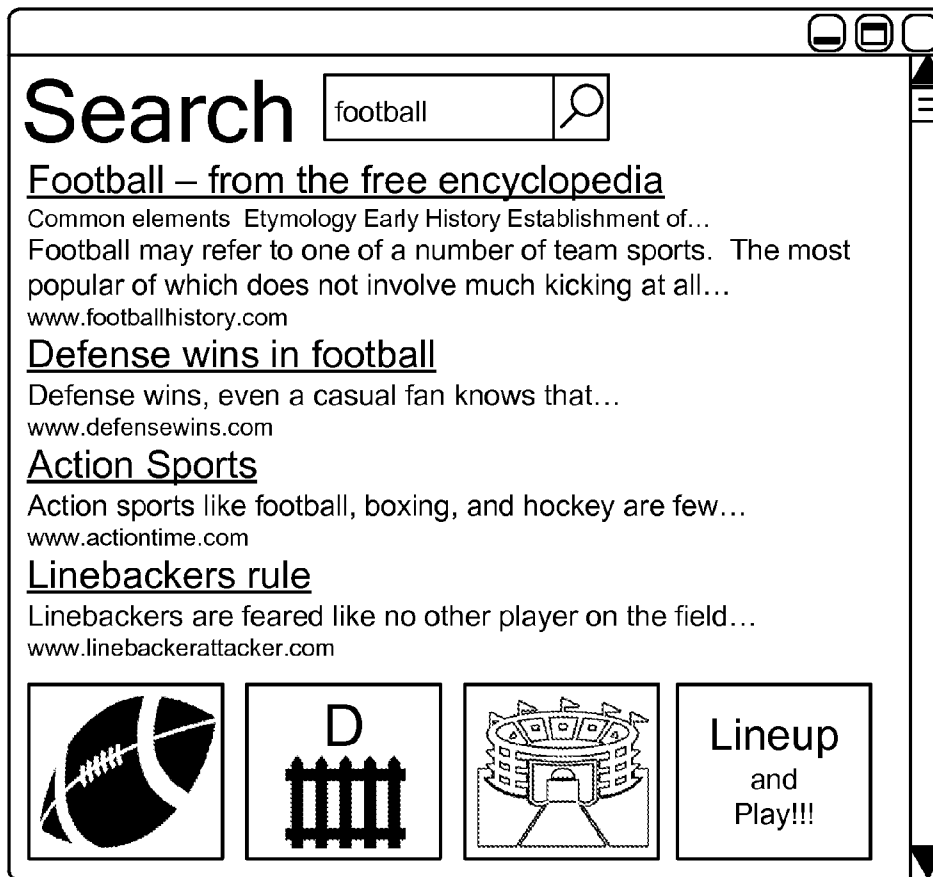 Search football
Football – from the free encyclopedia
Common elements  Etymology Early History Establishment of...
Football may refer to one of a number of team sports.  The most
popular of which does not involve much kicking at all...
www.footballhistory.com
Defense wins in football
Defense wins, even a casual fan knows that...
www.defensewins.com
Action Sports
Action sports like football, boxing, and hockey are few...
www.actiontime.com
Linebackers rule
Linebackers are feared like no other player on the field...
www.linebackerattacker.com
D
Lineup
and
Play!!!